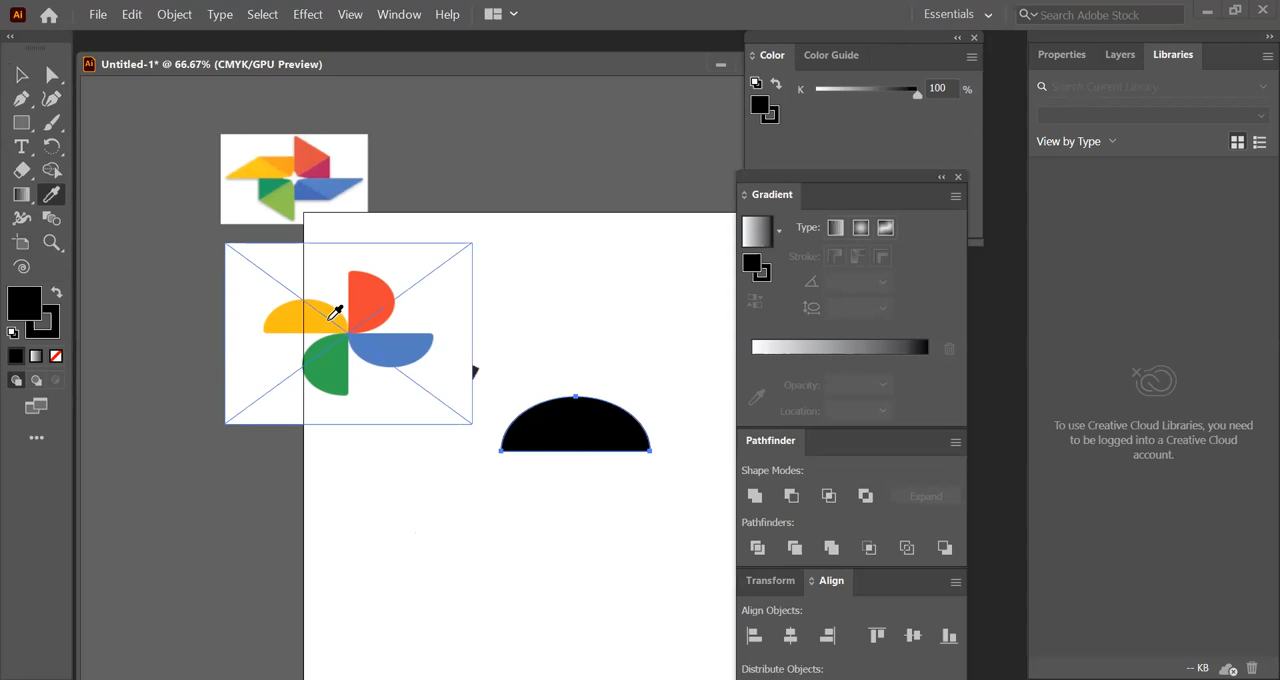 Ai File Edit Object Type Select Effect View Window Help Essentials Search Adobe Stock
Ai Untitled-1* @ 66.67% (CMYK/GPU Preview)
Color Color Guide
K 100 %
Gradient
Type:
Stroke:
Opacity:
Location:
Pathfinder
Shape Modes:
Expand
Pathfinders:
Transform Align
Align Objects:
Distribute Objects:
Properties Layers Libraries
Search Current Library
View by Type
To use Creative Cloud Libraries, you need
to be logged into a Creative Cloud
account.
-- KB